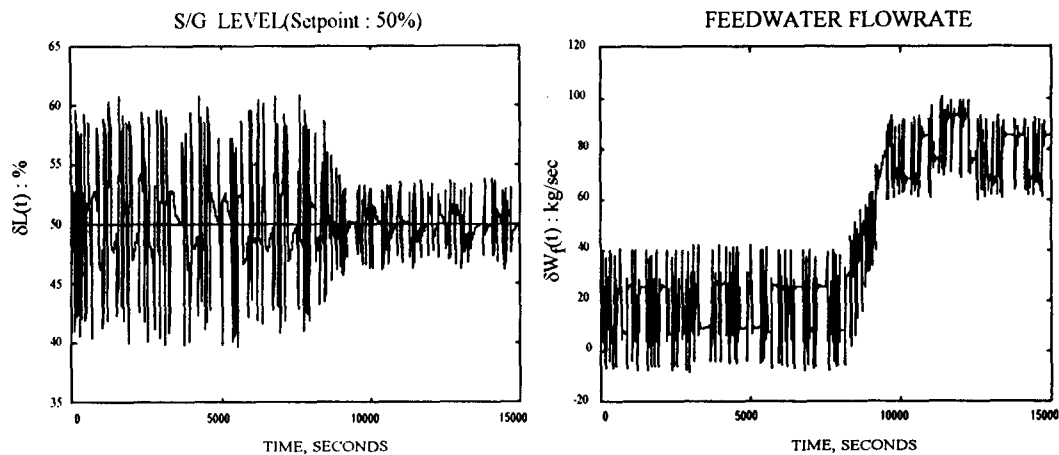 S/G LEVEL(Setpoint : 50%)
65
60
55
50
45
40
35
δL(t) : %
0 5000 10000 15000
TIME, SECONDS
FEEDWATER FLOWRATE
120
100
80
60
40
20
0
-20
δW_f(t) : kg/sec
0 5000 10000 15000
TIME, SECONDS